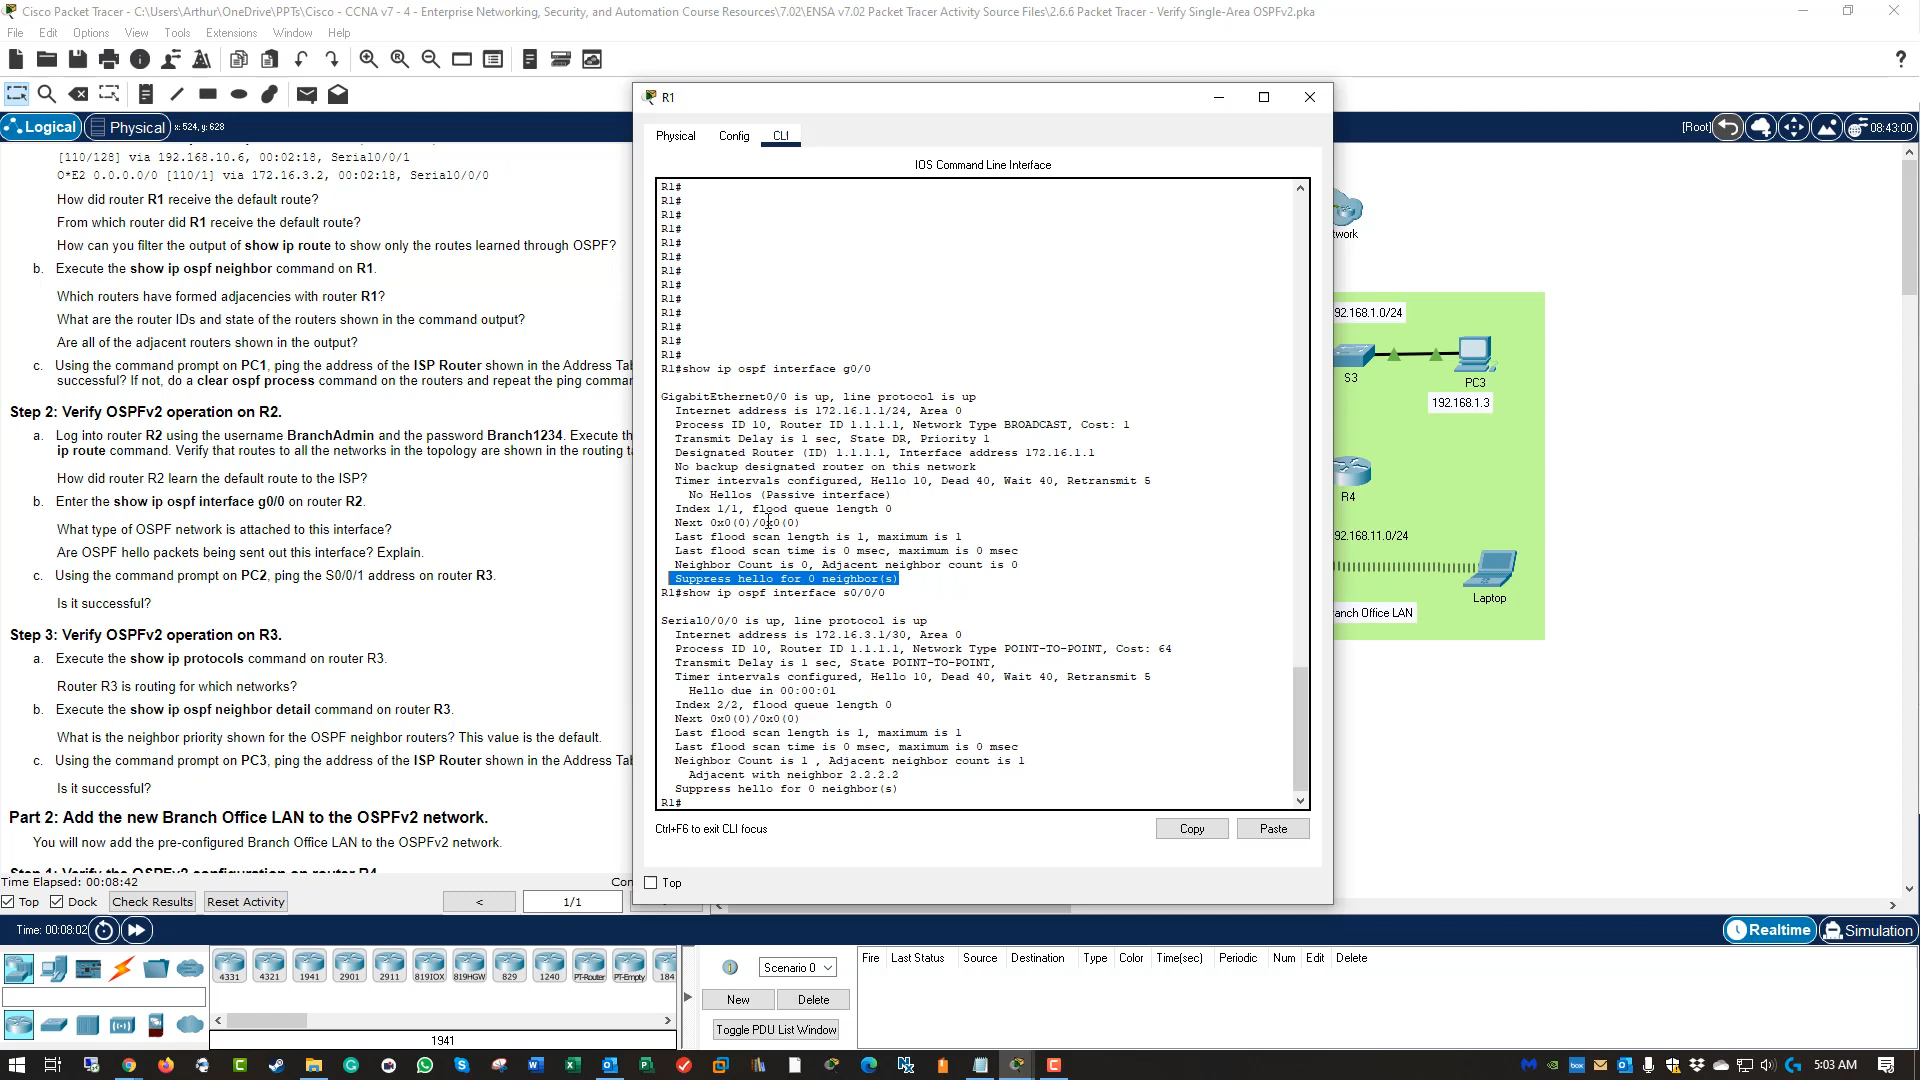 Cisco Packet Tracer - C:\Users\Arthur\OneDrive\PPTs\Cisco - CCNA v7 - 4 - Enterprise Networking, Security, and Automation Course Resources\7.02\ENSA v7.02 Packet Tracer Activity Source Files\2.6.6 Packet Tracer - Verify Single-Area OSPFv2.pka
File Edit Options View Tools Extensions Window Help
Logical Physical x: 524, y: 628
[Root] 08:43:00
[110/128] via 192.168.10.6, 00:02:18, Serial0/0/1
O*E2 0.0.0.0/0 [110/1] via 172.16.3.2, 00:02:18, Serial0/0/0
How did router R1 receive the default route?
From which router did R1 receive the default route?
How can you filter the output of show ip route to show only the routes learned through OSPF?
b. Execute the show ip ospf neighbor command on R1.
Which routers have formed adjacencies with router R1?
What are the router IDs and state of the routers shown in the command output?
Are all of the adjacent routers shown in the output?
c. Using the command prompt on PC1, ping the address of the ISP Router shown in the Address Tab
successful? If not, do a clear ospf process command on the routers and repeat the ping comman
Step 2: Verify OSPFv2 operation on R2.
a. Log into router R2 using the username BranchAdmin and the password Branch1234. Execute th
ip route command. Verify that routes to all the networks in the topology are shown in the routing ta
How did router R2 learn the default route to the ISP?
b. Enter the show ip ospf interface g0/0 on router R2.
What type of OSPF network is attached to this interface?
Are OSPF hello packets being sent out this interface? Explain.
c. Using the command prompt on PC2, ping the S0/0/1 address on router R3.
Is it successful?
Step 3: Verify OSPFv2 operation on R3.
a. Execute the show ip protocols command on router R3.
Router R3 is routing for which networks?
b. Execute the show ip ospf neighbor detail command on router R3.
What is the neighbor priority shown for the OSPF neighbor routers? This value is the default.
c. Using the command prompt on PC3, ping the address of the ISP Router shown in the Address Tab
Is it successful?
Part 2: Add the new Branch Office LAN to the OSPFv2 network.
You will now add the pre-configured Branch Office LAN to the OSPFv2 network.
Step 1: Verify the OSPFv2 configuration on router R4
Time Elapsed: 00:08:42
Con
Top Dock Check Results Reset Activity < 1/1
R1
Physical Config CLI
IOS Command Line Interface
R1#
R1#
R1#
R1#
R1#
R1#
R1#
R1#
R1#
R1#
R1#
R1#
R1#
R1#show ip ospf interface g0/0
GigabitEthernet0/0 is up, line protocol is up
Internet address is 172.16.1.1/24, Area 0
Process ID 10, Router ID 1.1.1.1, Network Type BROADCAST, Cost: 1
Transmit Delay is 1 sec, State DR, Priority 1
Designated Router (ID) 1.1.1.1, Interface address 172.16.1.1
No backup designated router on this network
Timer intervals configured, Hello 10, Dead 40, Wait 40, Retransmit 5
No Hellos (Passive interface)
Index 1/1, flood queue length 0
Next 0x0(0)/0x0(0)
Last flood scan length is 1, maximum is 1
Last flood scan time is 0 msec, maximum is 0 msec
Neighbor Count is 0, Adjacent neighbor count is 0
Suppress hello for 0 neighbor(s)
R1#show ip ospf interface s0/0/0
Serial0/0/0 is up, line protocol is up
Internet address is 172.16.3.1/30, Area 0
Process ID 10, Router ID 1.1.1.1, Network Type POINT-TO-POINT, Cost: 64
Transmit Delay is 1 sec, State POINT-TO-POINT,
Timer intervals configured, Hello 10, Dead 40, Wait 40, Retransmit 5
Hello due in 00:00:01
Index 2/2, flood queue length 0
Next 0x0(0)/0x0(0)
Last flood scan length is 1, maximum is 1
Last flood scan time is 0 msec, maximum is 0 msec
Neighbor Count is 1 , Adjacent neighbor count is 1
Adjacent with neighbor 2.2.2.2
Suppress hello for 0 neighbor(s)
R1#
Ctrl+F6 to exit CLI focus
Copy Paste
Top
twork
92.168.1.0/24
S3
PC3
192.168.1.3
R4
92.168.11.0/24
Laptop
anch Office LAN
Time: 00:08:02
Realtime Simulation
4331 4321 1941 2901 2911 819IOX 819HGW 829 1240 PT-Router PT-Empty 184
1941
Scenario 0
New Delete
Toggle PDU List Window
Fire Last Status Source Destination Type Color Time(sec) Periodic Num Edit Delete
5:03 AM